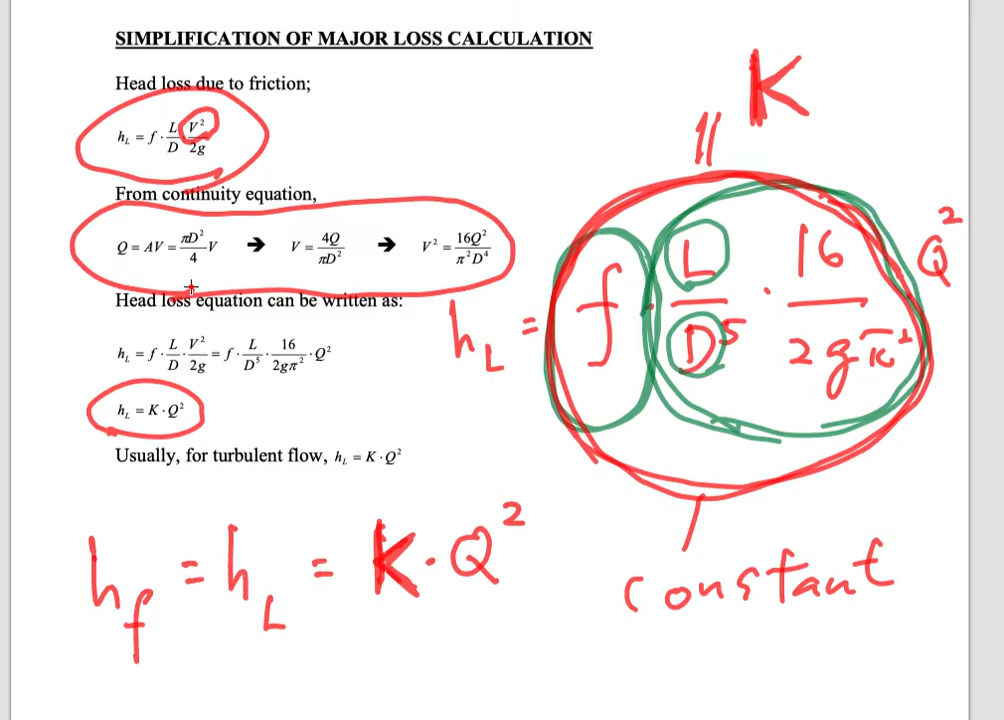 SIMPLIFICATION OF MAJOR LOSS CALCULATION
Head loss due to friction;
h_L = f · L/D V²/2g
From continuity equation,
Q = AV = πD²/4 V ➔ V = 4Q/πD² ➔ V² = 16Q²/π²D⁴
Head loss equation can be written as:
h_L = f · L/D · V²/2g = f · L/D⁵ · 16/2gπ² · Q²
h_L = K · Q²
Usually, for turbulent flow, h_L = K · Q²
K
=
h_L = f · L/D⁵ · 16/2gπ² Q²
constant
h_f = h_L = K · Q²